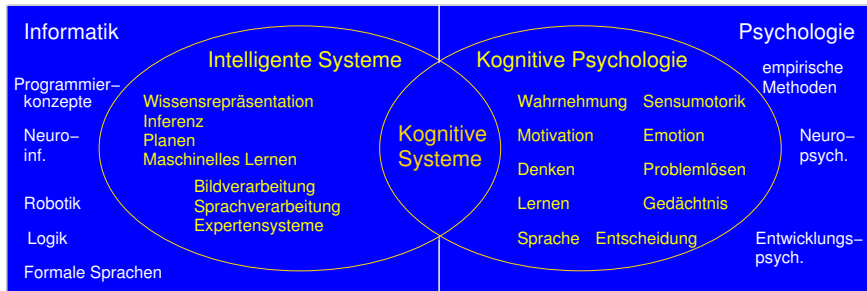 Informatik
Psychologie
Intelligente Systeme
Kognitive Psychologie
Programmier–
konzepte
Neuro–
inf.
Robotik
Logik
Formale Sprachen
Wissensrepräsentation
Inferenz
Planen
Maschinelles Lernen
Bildverarbeitung
Sprachverarbeitung
Expertensysteme
Kognitive
Systeme
Wahrnehmung Sensumotorik
Motivation Emotion
Denken Problemlösen
Lernen Gedächtnis
Sprache Entscheidung
empirische
Methoden
Neuro–
psych.
Entwicklungs–
psych.